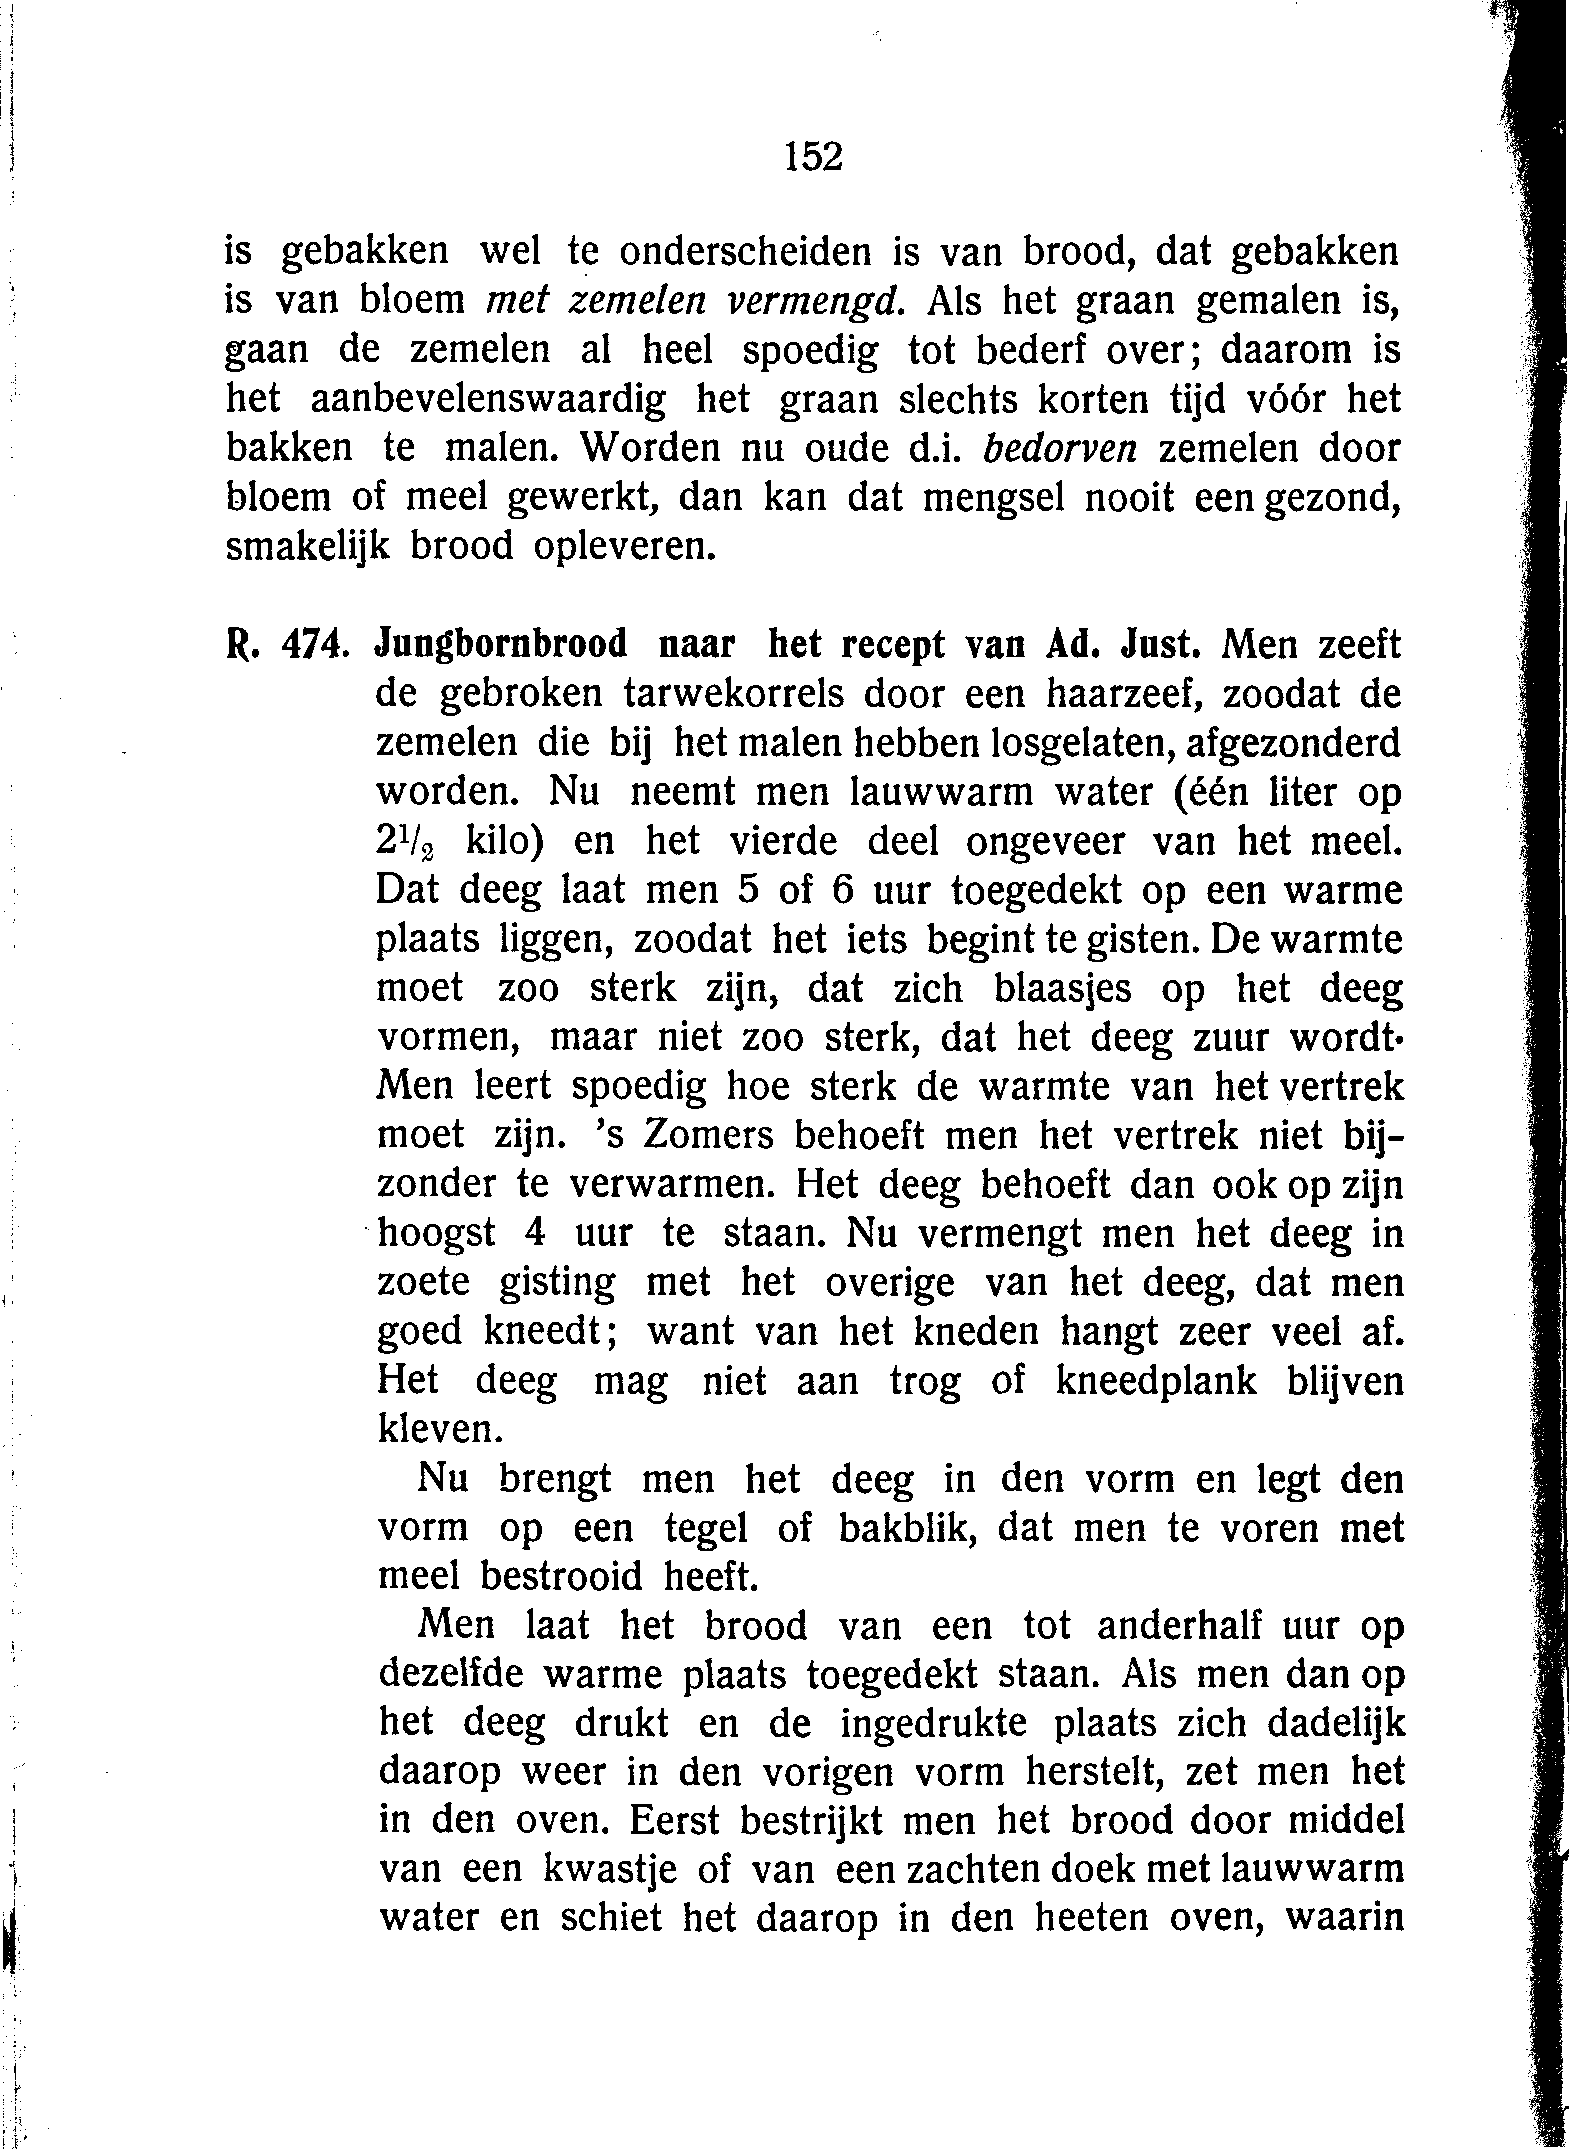 152
is gebakken wel te onderscheiden is van brood, dat gebakken
is van bloem met zemelen vermengd. Als het graan gemalen is,
gaan de zemelen al heel spoedig tot bederf over; daarom is
het aanbevelenswaardig het graan slechts korten tijd vóór het
bakken te malen. Worden nu oude d.i. bedorven zemelen door
bloem of meel gewerkt, dan kan dat mengsel nooit een gezond,
smakelijk brood opleveren.
R. 474. Jungbornbrood naar het recept van Ad. Just. Men zeeft
de gebroken tarwekorrels door een haarzeef, zoodat de
zemelen die bij het malen hebben losgelaten, afgezonderd
worden. Nu neemt men lauwwarm water (één liter op
2½ kilo) en het vierde deel ongeveer van het meel.
Dat deeg laat men 5 of 6 uur toegedekt op een warme
plaats liggen, zoodat het iets begint te gisten. De warmte
moet zoo sterk zijn, dat zich blaasjes op het deeg
vormen, maar niet zoo sterk, dat het deeg zuur wordt.
Men leert spoedig hoe sterk de warmte van het vertrek
moet zijn. 's Zomers behoeft men het vertrek niet bij-
zonder te verwarmen. Het deeg behoeft dan ook op zijn
hoogst 4 uur te staan. Nu vermengt men het deeg in
zoete gisting met het overige van het deeg, dat men
goed kneedt; want van het kneden hangt zeer veel af.
Het deeg mag niet aan trog of kneedplank blijven
kleven.
Nu brengt men het deeg in den vorm en legt den
vorm op een tegel of bakblik, dat men te voren met
meel bestrooid heeft.
Men laat het brood van een tot anderhalf uur op
dezelfde warme plaats toegedekt staan. Als men dan op
het deeg drukt en de ingedrukte plaats zich dadelijk
daarop weer in den vorigen vorm herstelt, zet men het
in den oven. Eerst bestrijkt men het brood door middel
van een kwastje of van een zachten doek met lauwwarm
water en schiet het daarop in den heeten oven, waarin